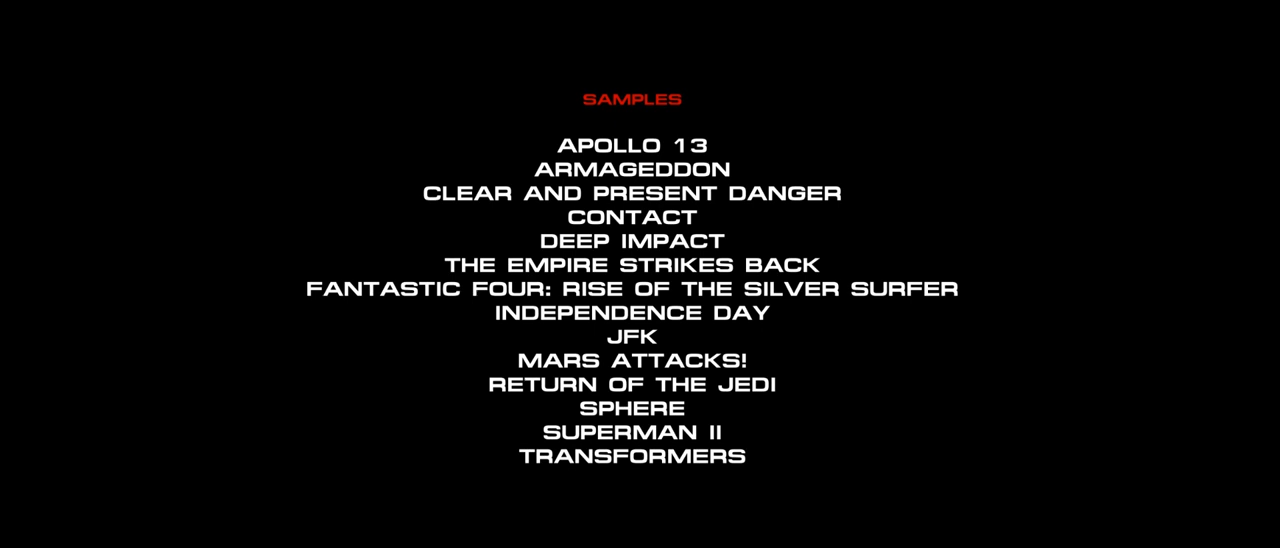 SAMPLES
APOLLO 13
ARMAGEDDON
CLEAR AND PRESENT DANGER
CONTACT
DEEP IMPACT
THE EMPIRE STRIKES BACK
FANTASTIC FOUR: RISE OF THE SILVER SURFER
INDEPENDENCE DAY
JFK
MARS ATTACKS!
RETURN OF THE JEDI
SPHERE
SUPERMAN II
TRANSFORMERS